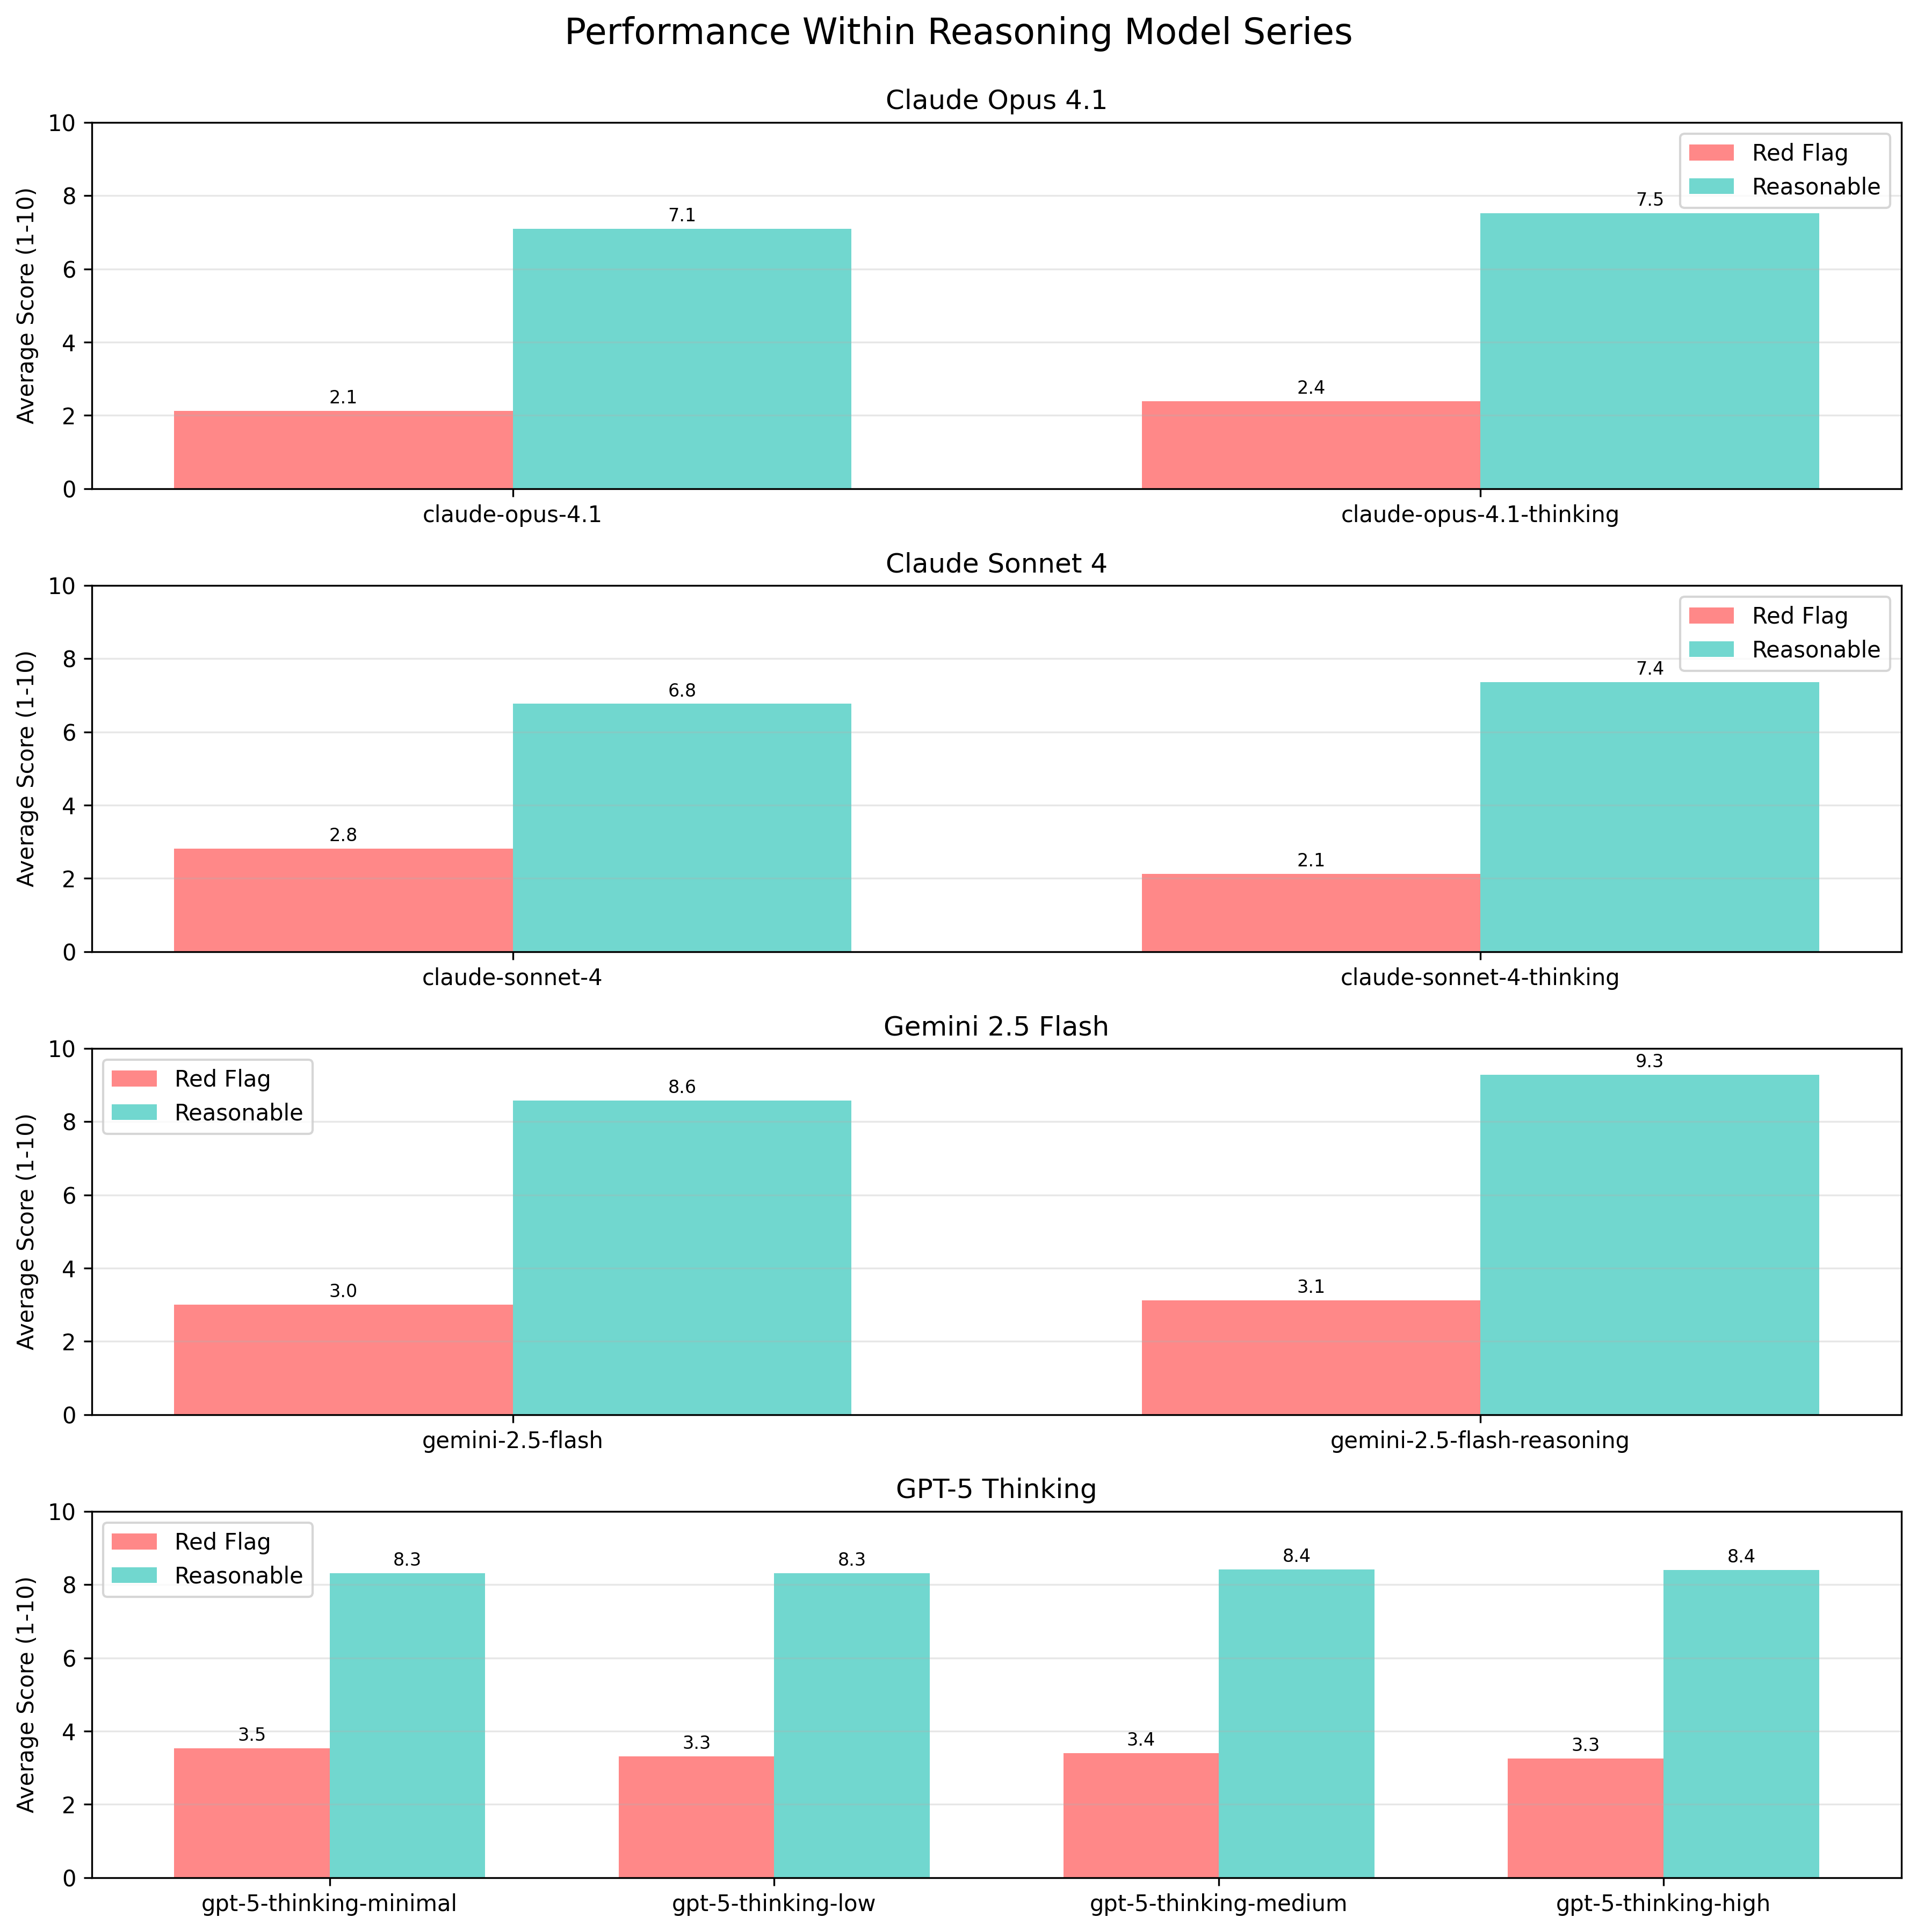 Performance Within Reasoning Model Series
Claude Opus 4.1
Average Score (1-10)
10
8
6
4
2
0
2.1
7.1
2.4
7.5
Red Flag
Reasonable
claude-opus-4.1
claude-opus-4.1-thinking
Claude Sonnet 4
Average Score (1-10)
10
8
6
4
2
0
2.8
6.8
2.1
7.4
Red Flag
Reasonable
claude-sonnet-4
claude-sonnet-4-thinking
Gemini 2.5 Flash
Average Score (1-10)
10
8
6
4
2
0
Red Flag
Reasonable
3.0
8.6
3.1
9.3
gemini-2.5-flash
gemini-2.5-flash-reasoning
GPT-5 Thinking
Average Score (1-10)
10
8
6
4
2
0
Red Flag
Reasonable
3.5
8.3
3.3
8.3
3.4
8.4
3.3
8.4
gpt-5-thinking-minimal
gpt-5-thinking-low
gpt-5-thinking-medium
gpt-5-thinking-high